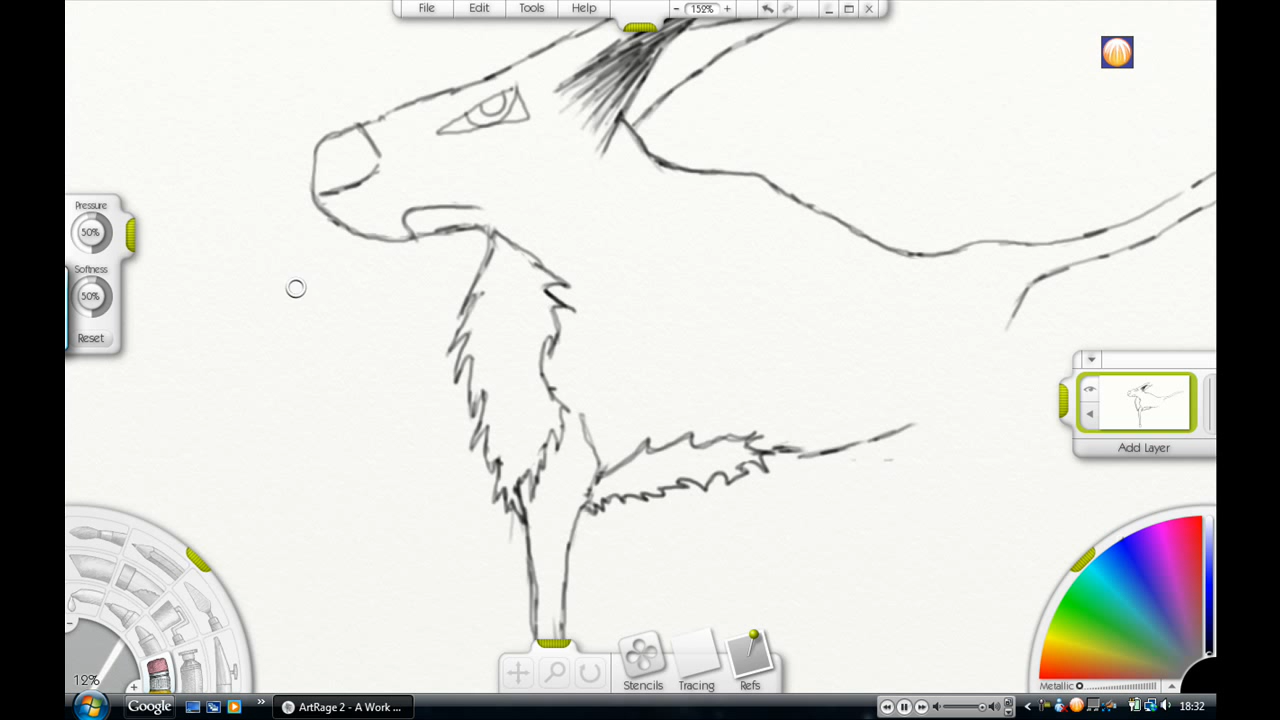 File Edit Tools Help - 152% +
Pressure
50%
Softness
50%
Reset
Add Layer
12%
Stencils Tracing Refs
Metallic
Google
ArtRage 2 - A Work ...
18:32